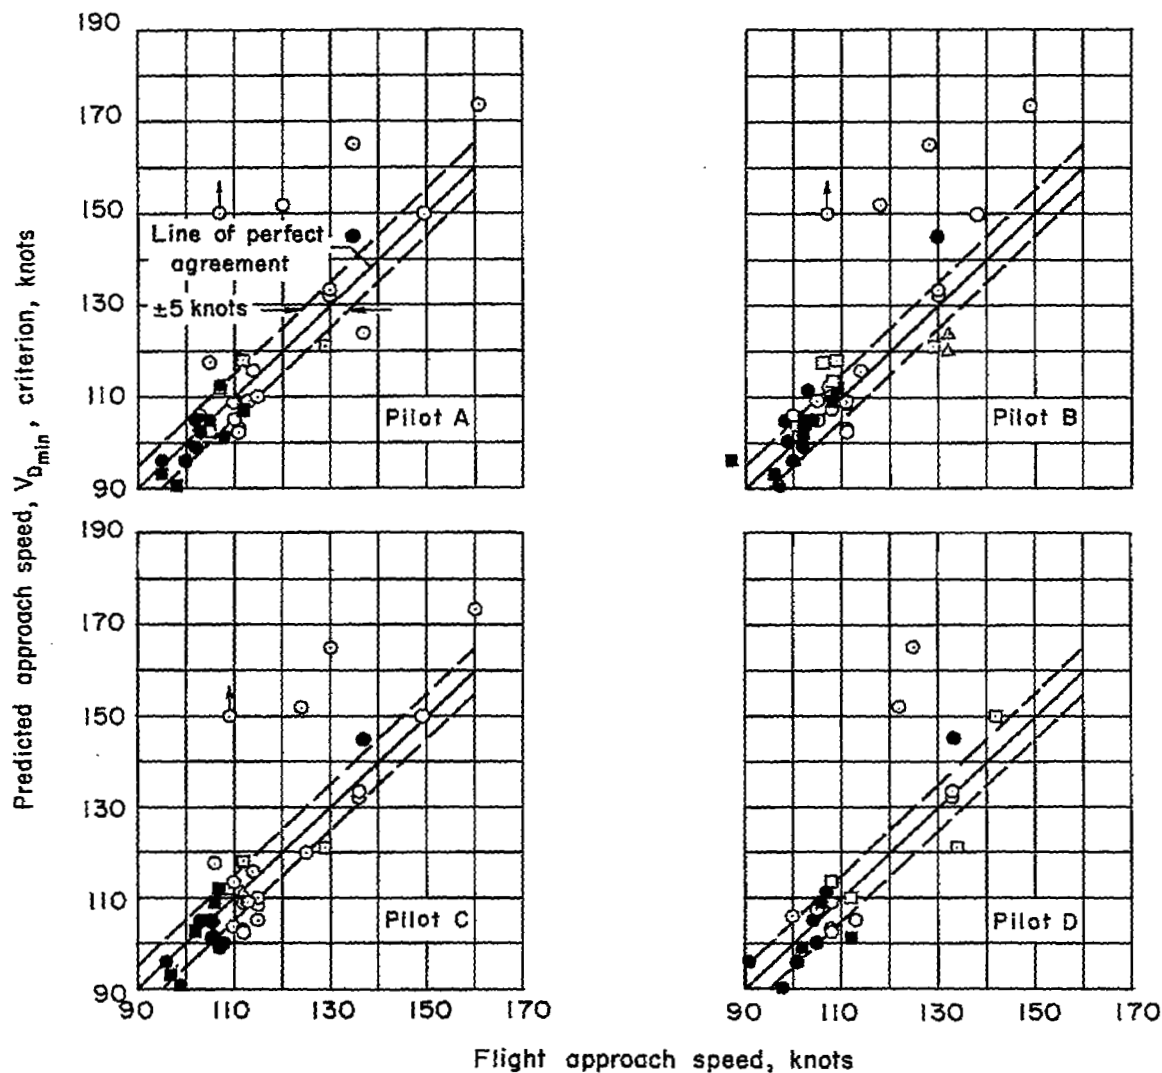 Predicted approach speed, V_Dmin, criterion, knots
190
170
150
130
110
90
Line of perfect
agreement
±5 knots
Pilot A
Pilot B
190
170
150
130
110
90
Pilot C
Pilot D
90 110 130 150 170
90 110 130 150 170
Flight approach speed, knots